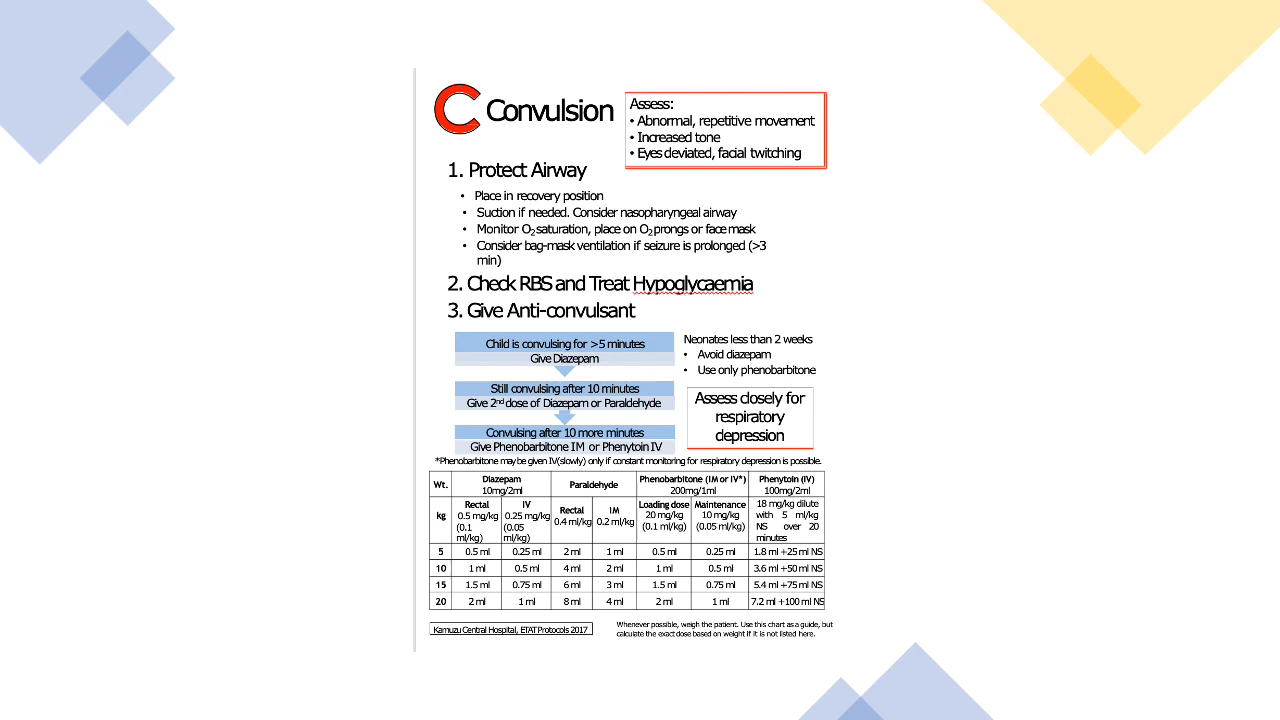 C Convulsion
Assess:
• Abnormal, repetitive movement
• Increased tone
• Eyes deviated, facial twitching
1. Protect Airway
• Place in recovery position
• Suction if needed. Consider nasopharyngeal airway
• Monitor O2 saturation, place on O2 prongs or face mask
• Consider bag-mask ventilation if seizure is prolonged (>3
min)
2. Check RBS and Treat Hypoglycaemia
3. Give Anti-convulsant
Child is convulsing for >5 minutes
Give Diazepam
Still convulsing after 10 minutes
Give 2nd dose of Diazepam or Paraldehyde
Convulsing after 10 more minutes
Give Phenobarbitone IM or Phenytoin IV
Neonates less than 2 weeks
• Avoid diazepam
• Use only phenobarbitone
Assess closely for
respiratory
depression
*Phenobarbitone may be given IV(slowly) only if constant monitoring for respiratory depression is possible.
Wt. Diazepam 10mg/2ml Paraldehyde Phenobarbitone (IM or IV*) 200mg/1ml Phenytoin (IV) 100mg/2ml
kg Rectal 0.5 mg/kg (0.1 ml/kg) IV 0.25 mg/kg (0.05 ml/kg) Rectal 0.4 ml/kg IM 0.2 ml/kg Loading dose 20 mg/kg (0.1 ml/kg) Maintenance 10 mg/kg (0.05 ml/kg) 18 mg/kg dilute with 5 ml/kg NS over 20 minutes
5 0.5 ml 0.25 ml 2 ml 1 ml 0.5 ml 0.25 ml 1.8 ml +25 ml NS
10 1 ml 0.5 ml 4 ml 2 ml 1 ml 0.5 ml 3.6 ml +50 ml NS
15 1.5 ml 0.75 ml 6 ml 3 ml 1.5 ml 0.75 ml 5.4 ml +75 ml NS
20 2 ml 1 ml 8 ml 4 ml 2 ml 1 ml 7.2 ml +100 ml NS
Kamuzu Central Hospital, ETAT Protocols 2017
Whenever possible, weigh the patient. Use this chart as a guide, but
calculate the exact dose based on weight if it is not listed here.